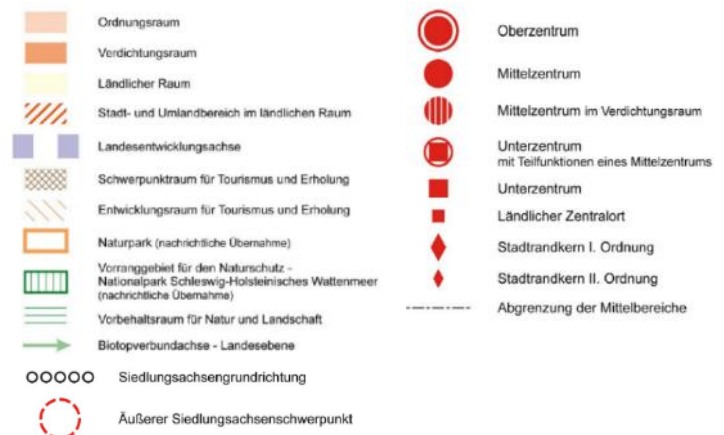 Ordnungsraum
Verdichtungsraum
Ländlicher Raum
Stadt- und Umlandbereich im ländlichen Raum
Landesentwicklungsachse
Schwerpunktraum für Tourismus und Erholung
Entwicklungsraum für Tourismus und Erholung
Naturpark (nachrichtliche Übernahme)
Vorranggebiet für den Naturschutz -
Nationalpark Schleswig-Holsteinisches Wattenmeer
(nachrichtliche Übernahme)
Vorbehaltsraum für Natur und Landschaft
Biotopverbundachse - Landesebene
Siedlungsachsengrundrichtung
Äußerer Siedlungsachsenschwerpunkt
Oberzentrum
Mittelzentrum
Mittelzentrum im Verdichtungsraum
Unterzentrum
mit Teilfunktionen eines Mittelzentrums
Unterzentrum
Ländlicher Zentralort
Stadtrandkern I. Ordnung
Stadtrandkern II. Ordnung
Abgrenzung der Mittelbereiche